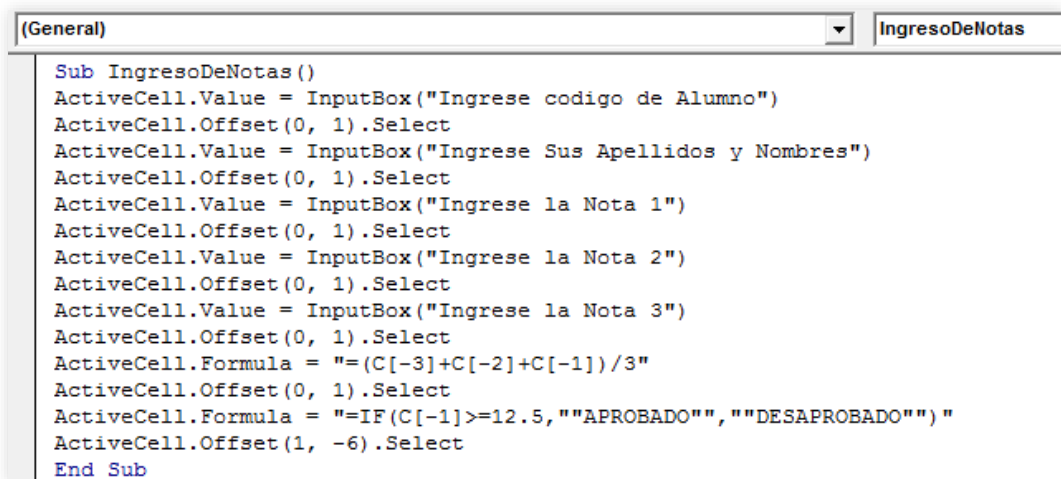 (General) IngresoDeNotas
Sub IngresoDeNotas()
ActiveCell.Value = InputBox("Ingrese codigo de Alumno")
ActiveCell.Offset(0, 1).Select
ActiveCell.Value = InputBox("Ingrese Sus Apellidos y Nombres")
ActiveCell.Offset(0, 1).Select
ActiveCell.Value = InputBox("Ingrese la Nota 1")
ActiveCell.Offset(0, 1).Select
ActiveCell.Value = InputBox("Ingrese la Nota 2")
ActiveCell.Offset(0, 1).Select
ActiveCell.Value = InputBox("Ingrese la Nota 3")
ActiveCell.Offset(0, 1).Select
ActiveCell.Formula = "=(C[-3]+C[-2]+C[-1])/3"
ActiveCell.Offset(0, 1).Select
ActiveCell.Formula = "=IF(C[-1]>=12.5,""APROBADO"",""DESAPROBADO"")"
ActiveCell.Offset(1, -6).Select
End Sub